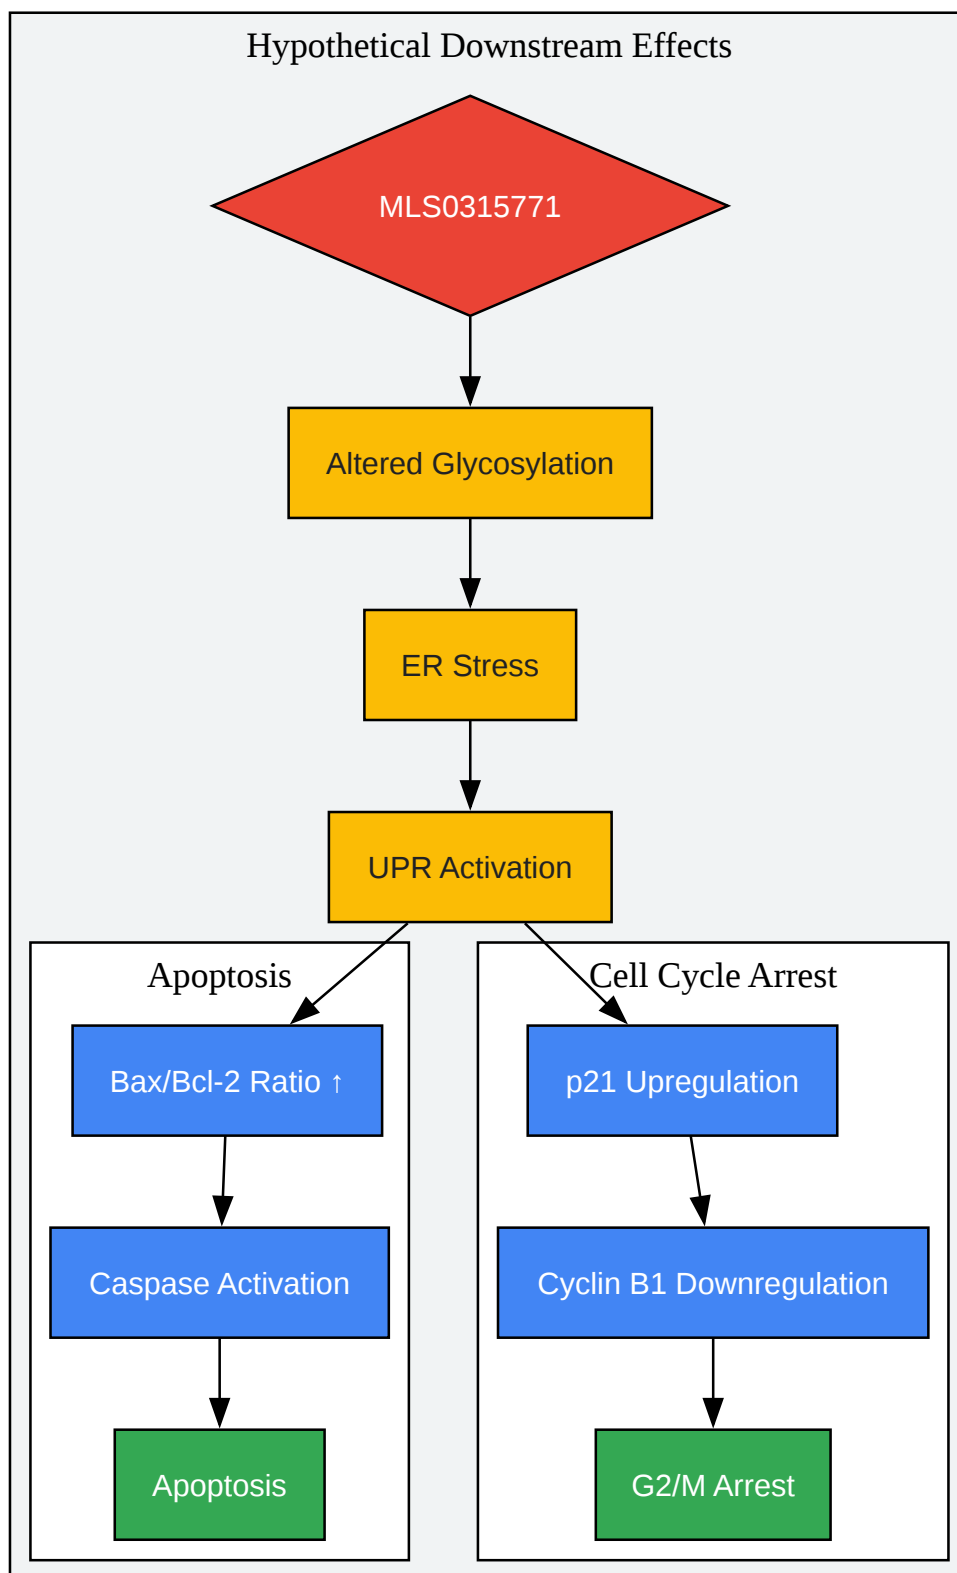 Hypothetical Downstream Effects
MLS0315771
Altered Glycosylation
ER Stress
UPR Activation
Apoptosis
Bax/Bcl-2 Ratio ↑
Caspase Activation
Apoptosis
Cell Cycle Arrest
p21 Upregulation
Cyclin B1 Downregulation
G2/M Arrest